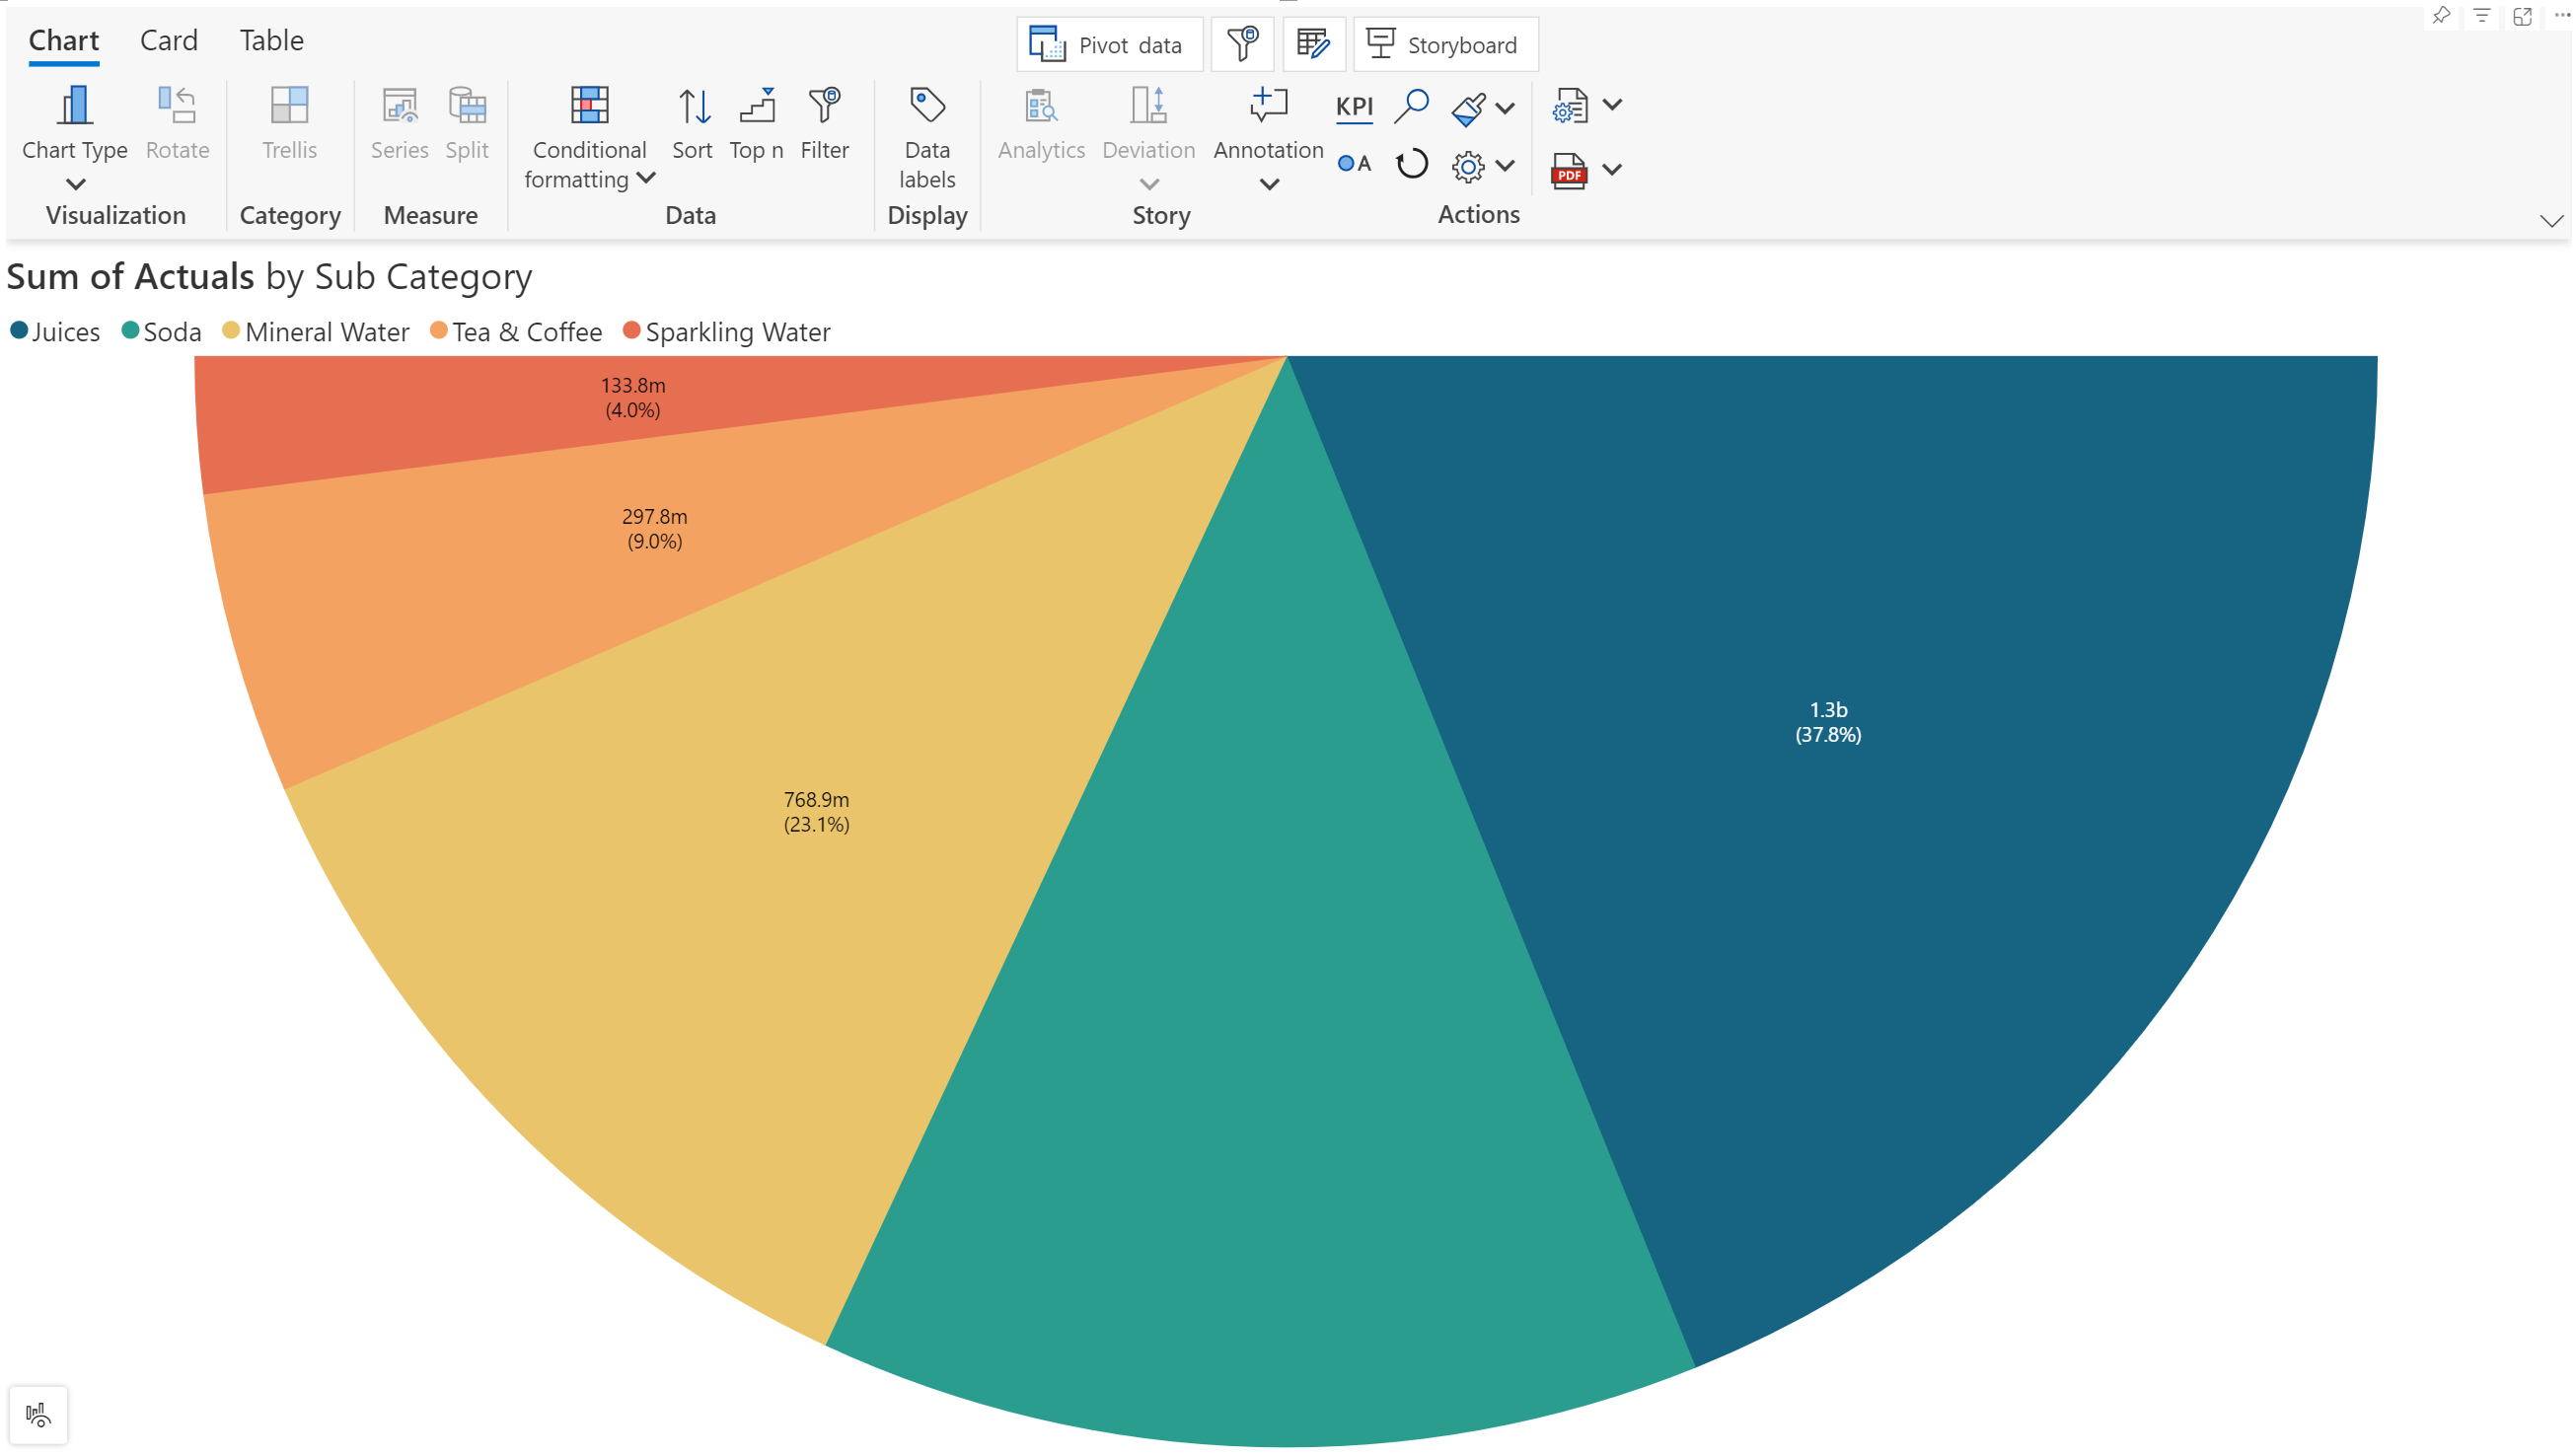 Chart Card Table
Pivot data Storyboard
Chart Type Rotate Trellis Series Split Conditional formatting Sort Top n Filter Data labels Analytics Deviation Annotation KPI
A
PDF
Visualization Category Measure Data Display Story Actions
Sum of Actuals by Sub Category
Juices Soda Mineral Water Tea & Coffee Sparkling Water
133.8m
(4.0%)
297.8m
(9.0%)
1.3b
(37.8%)
768.9m
(23.1%)